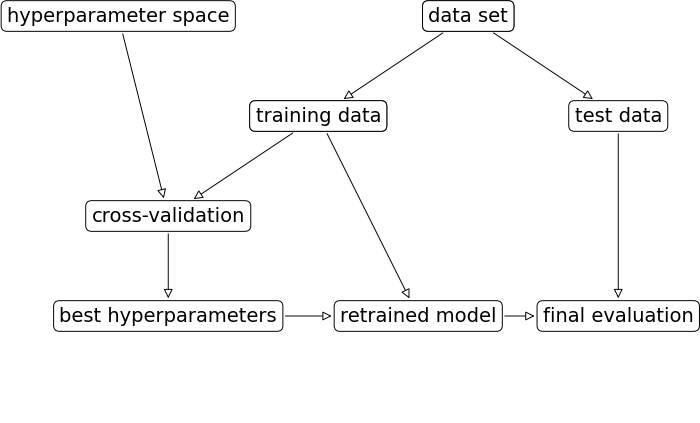 hyperparameter space
data set
training data
test data
cross-validation
best hyperparameters
retrained model
final evaluation